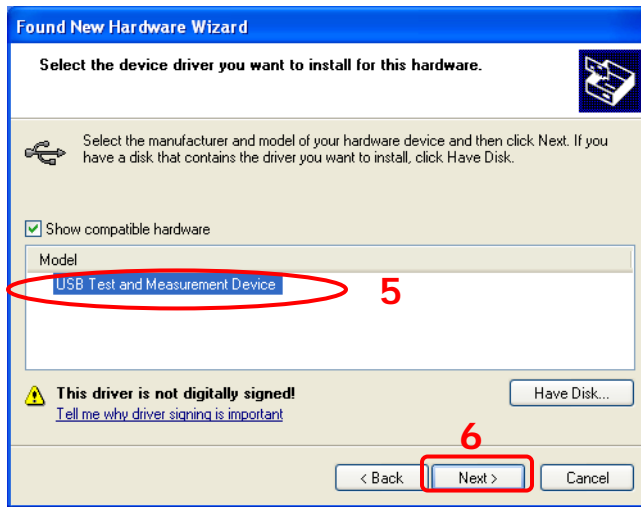 Found New Hardware Wizard
Select the device driver you want to install for this hardware.
Select the manufacturer and model of your hardware device and then click Next. If you
have a disk that contains the driver you want to install, click Have Disk.
Show compatible hardware
Model
USB Test and Measurement Device
5
This driver is not digitally signed!
Have Disk...
Tell me why driver signing is important
6
< Back Next > Cancel